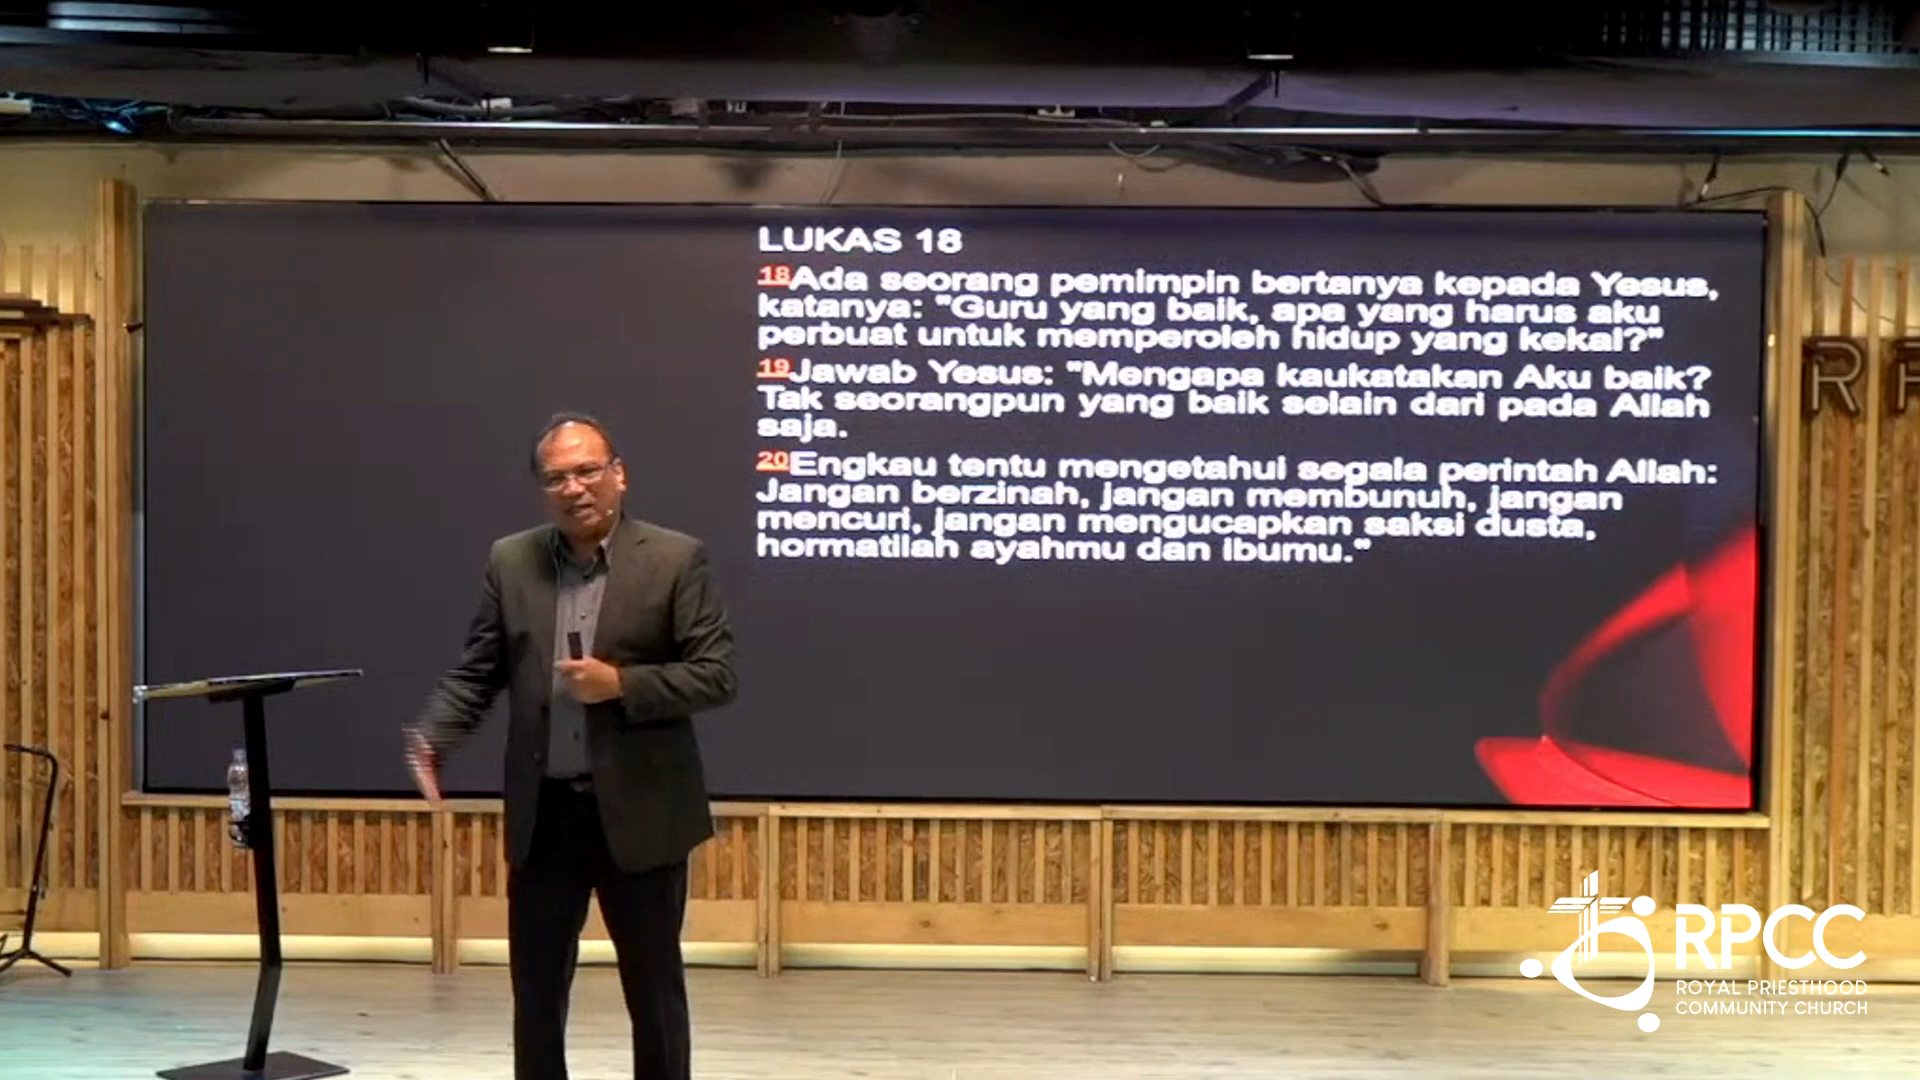 LUKAS 18
18Ada seorang pemimpin bertanya kepada Yesus,
katanya: "Guru yang baik, apa yang harus aku
perbuat untuk memperoleh hidup yang kekal?"
19Jawab Yesus: "Mengapa kaukatakan Aku baik?
Tak seorangpun yang baik selain dari pada Allah
saja.
20Engkau tentu mengetahui segala perintah Allah:
Jangan berzinah, jangan membunuh, jangan
mencuri, jangan mengucapkan saksi dusta,
hormatilah ayahmu dan ibumu."
R
RPCC
ROYAL PRIESTHOOD
COMMUNITY CHURCH